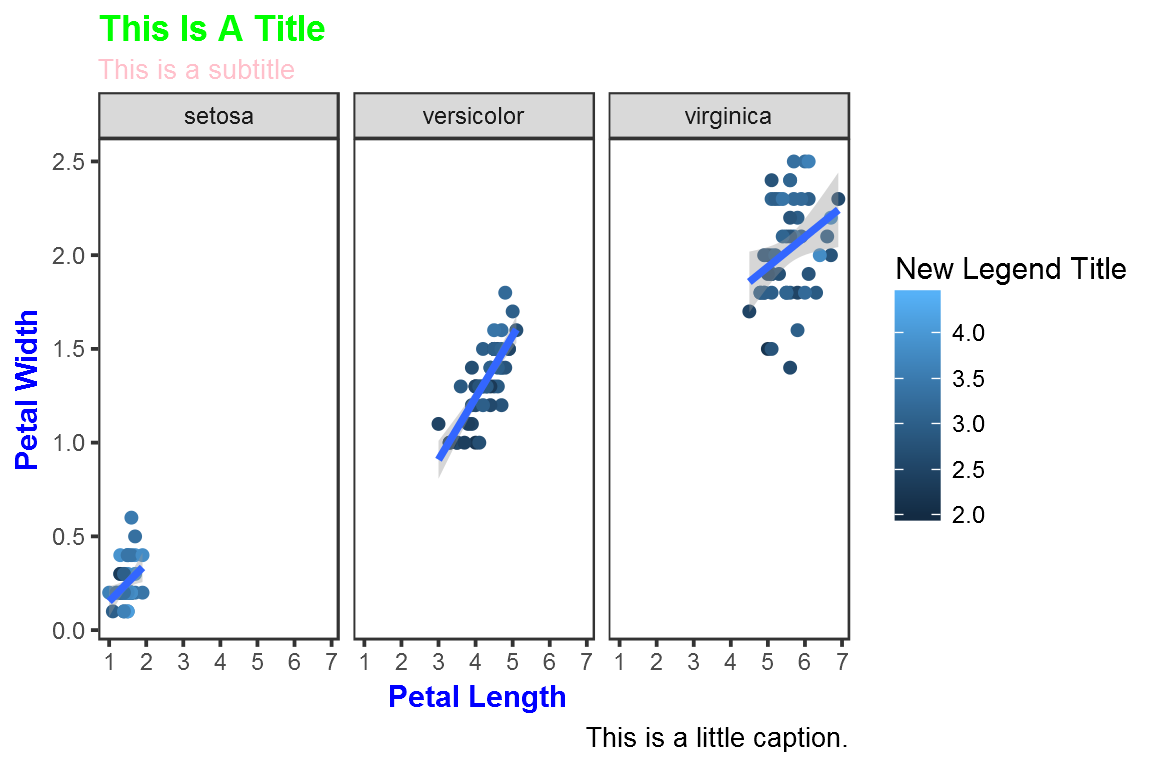 This Is A Title
This is a subtitle
setosa versicolor virginica
Petal Width
2.5
2.0
1.5
1.0
0.5
0.0
1 2 3 4 5 6 7 1 2 3 4 5 6 7 1 2 3 4 5 6 7
Petal Length
New Legend Title
4.0
3.5
3.0
2.5
2.0
This is a little caption.